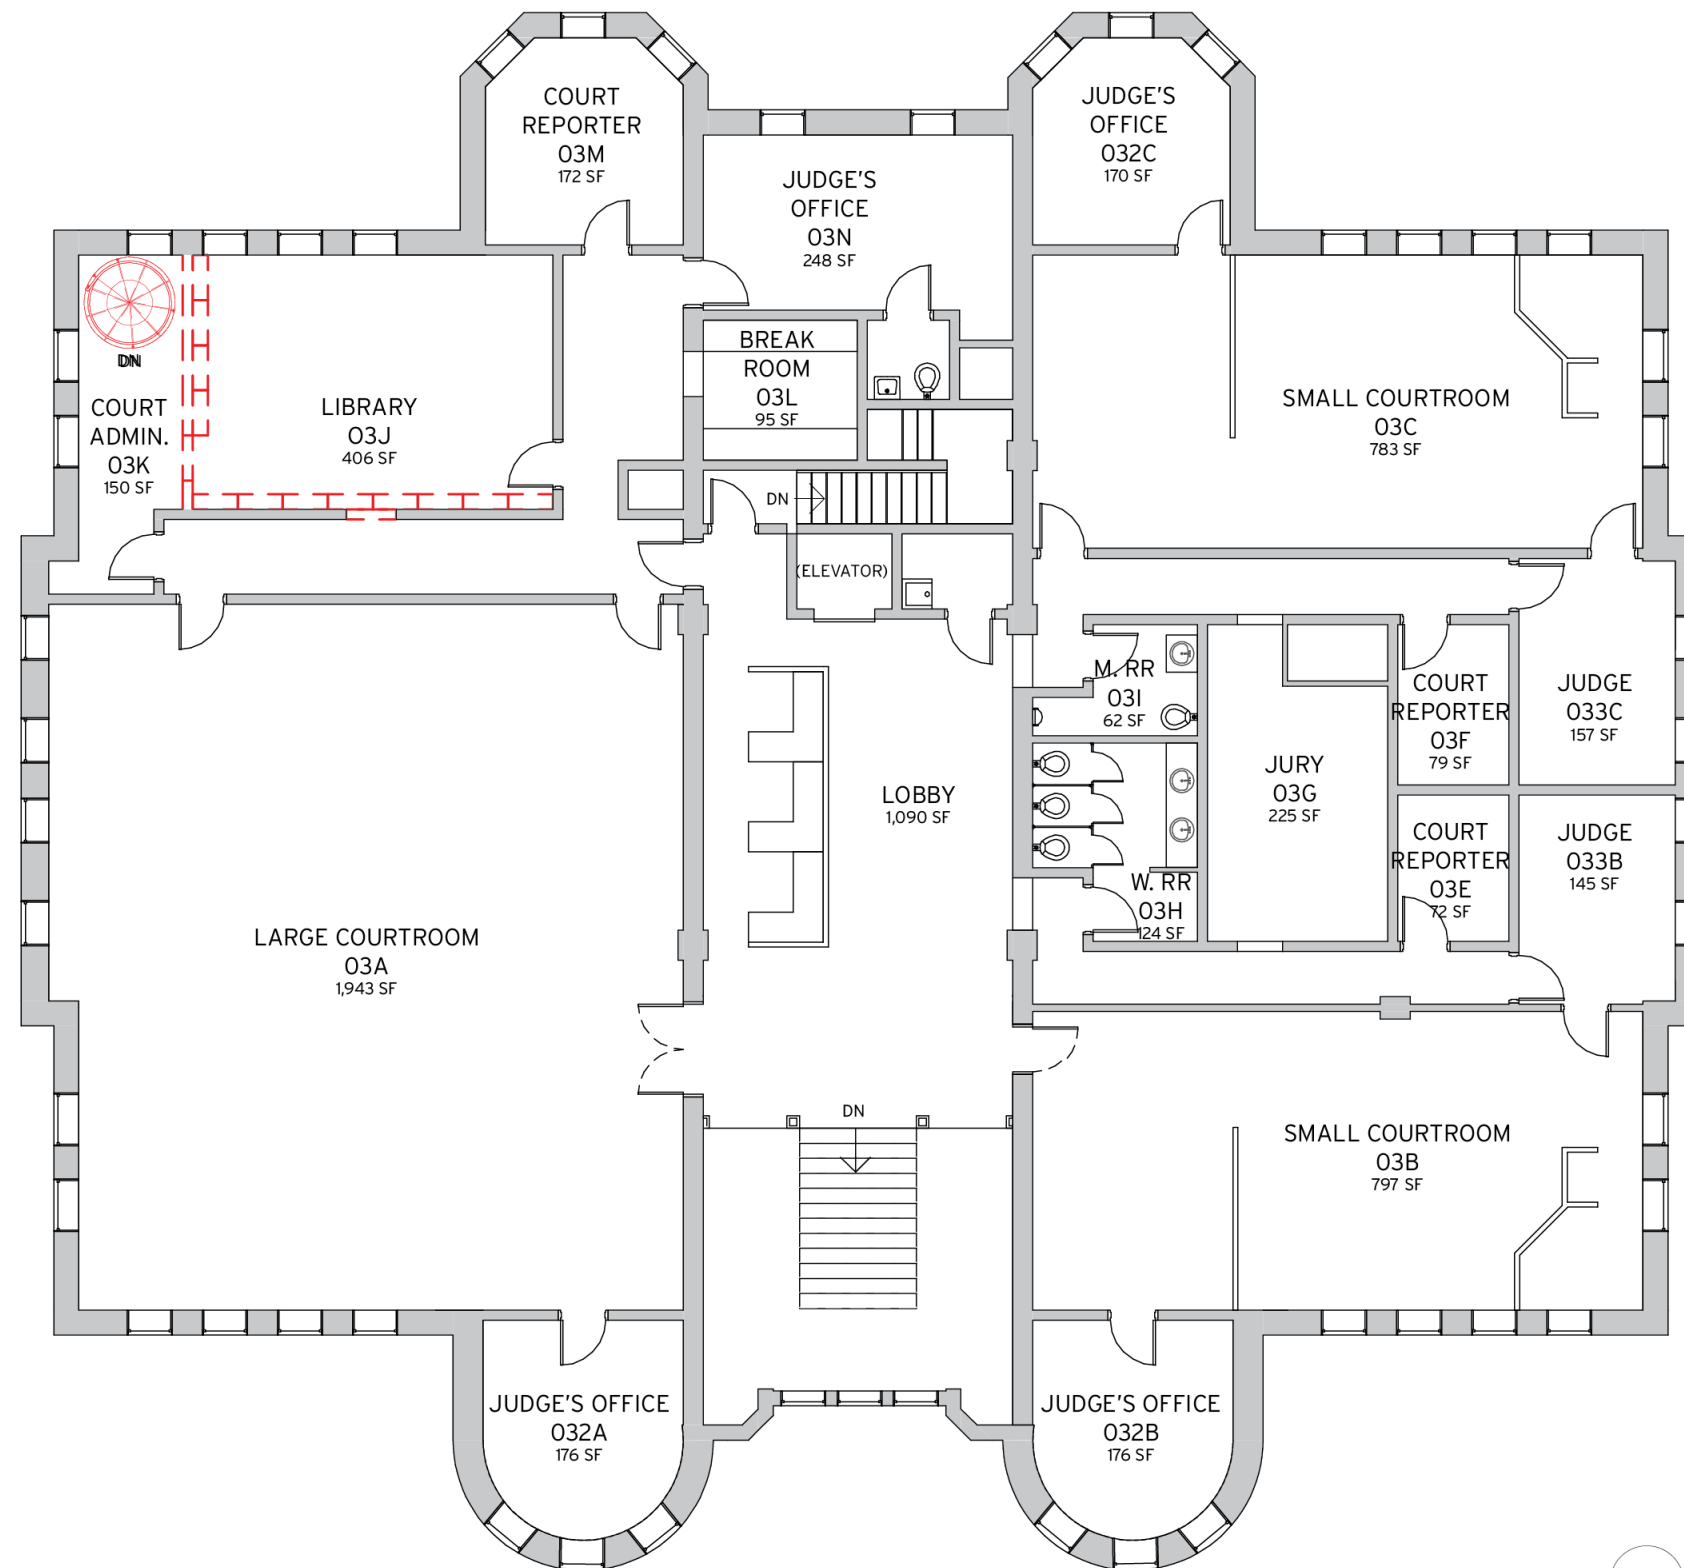 COURT
REPORTER
03M
172 SF
JUDGE'S
OFFICE
032C
170 SF
JUDGE'S
OFFICE
03N
248 SF
BREAK
ROOM
03L
95 SF
DN
COURT
ADMIN.
03K
150 SF
LIBRARY
03J
406 SF
SMALL COURTROOM
03C
783 SF
DN
(ELEVATOR)
M. RR
03I
62 SF
COURT
REPORTER
03F
79 SF
JUDGE
033C
157 SF
JURY
03G
225 SF
LOBBY
1,090 SF
COURT
REPORTER
03E
72 SF
JUDGE
033B
145 SF
W. RR
03H
124 SF
LARGE COURTROOM
03A
1,943 SF
DN
SMALL COURTROOM
03B
797 SF
JUDGE'S OFFICE
032A
176 SF
JUDGE'S OFFICE
032B
176 SF